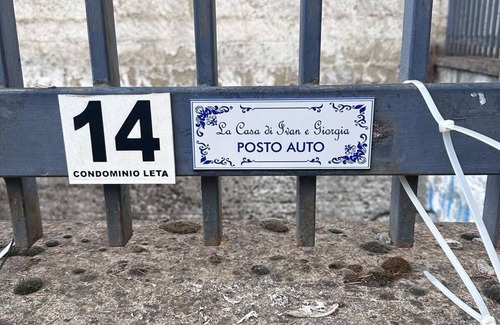 14
CONDOMINIO LETA
La Casa di Ivan e Giorgia
POSTO AUTO